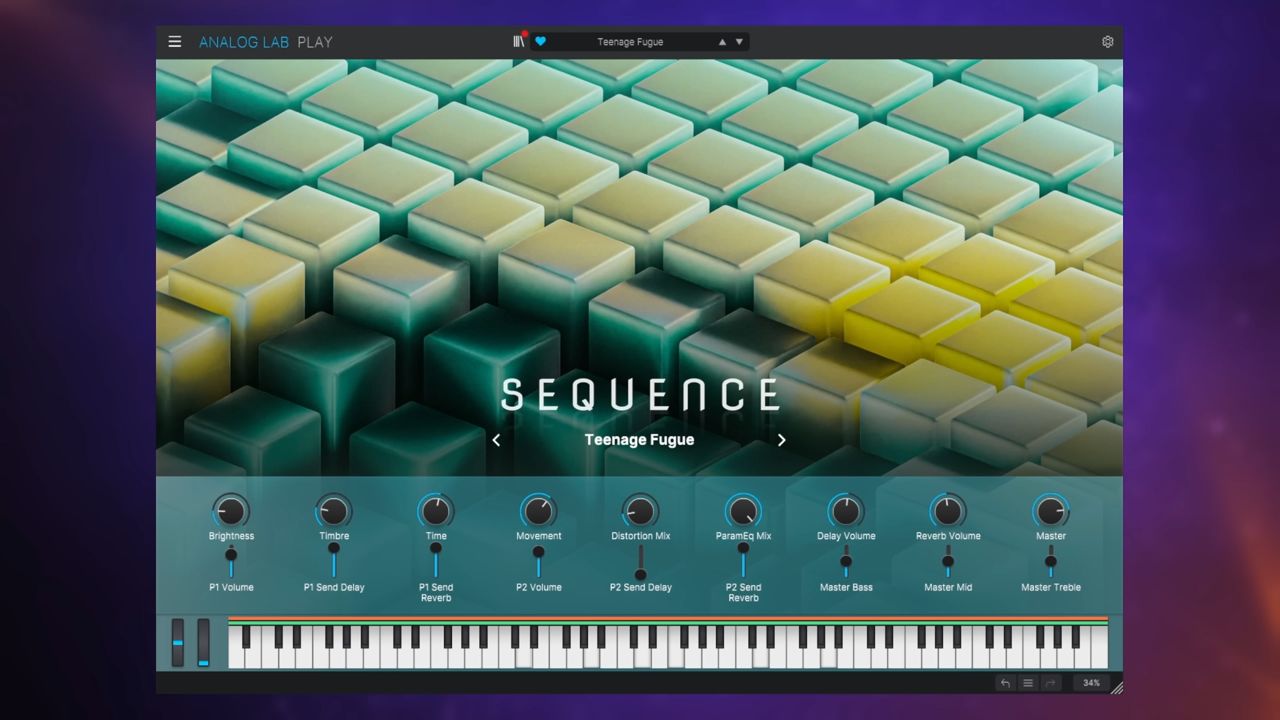 ANALOG LAB PLAY
Teenage Fugue
SEQUENCE
Teenage Fugue
Brightness Timbre Time Movement Distortion Mix ParamEq Mix Delay Volume Reverb Volume Master
P1 Volume P1 Send Delay P1 Send Reverb P2 Volume P2 Send Delay P2 Send Reverb Master Bass Master Mid Master Treble
34%